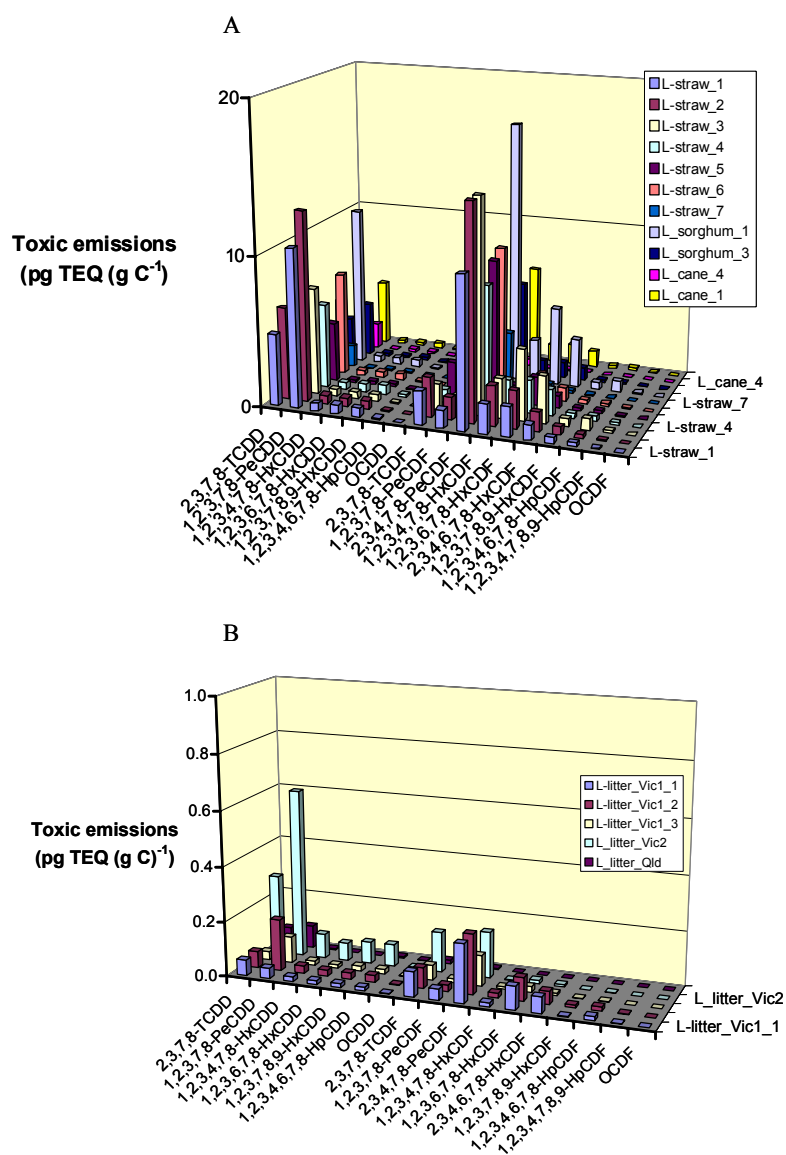 A
20
10
0
Toxic emissions
(pg TEQ (g C⁻¹)
L-straw_1
L-straw_2
L-straw_3
L-straw_4
L-straw_5
L-straw_6
L-straw_7
L_sorghum_1
L_sorghum_3
L_cane_4
L_cane_1
L_cane_4
L-straw_7
L-straw_4
L-straw_1
2,3,7,8-TCDD
1,2,3,7,8-PeCDD
1,2,3,4,7,8-HxCDD
1,2,3,6,7,8-HxCDD
1,2,3,7,8,9-HxCDD
1,2,3,4,6,7,8-HpCDD
OCDD
2,3,7,8-TCDF
1,2,3,7,8-PeCDF
2,3,4,7,8-PeCDF
1,2,3,4,7,8-HxCDF
1,2,3,6,7,8-HxCDF
2,3,4,6,7,8-HxCDF
1,2,3,7,8,9-HxCDF
1,2,3,4,6,7,8-HpCDF
1,2,3,4,7,8,9-HpCDF
OCDF
B
1.0
0.8
0.6
0.4
0.2
0.0
Toxic emissions
(pg TEQ (g C)⁻¹)
L-litter_Vic1_1
L-litter_Vic1_2
L-litter_Vic1_3
L_litter_Vic2
L_litter_Qld
L_litter_Vic2
L-litter_Vic1_1
2,3,7,8-TCDD
1,2,3,7,8-PeCDD
1,2,3,4,7,8-HxCDD
1,2,3,6,7,8-HxCDD
1,2,3,7,8,9-HxCDD
1,2,3,4,6,7,8-HpCDD
OCDD
2,3,7,8-TCDF
1,2,3,7,8-PeCDF
2,3,4,7,8-PeCDF
1,2,3,4,7,8-HxCDF
1,2,3,6,7,8-HxCDF
2,3,4,6,7,8-HxCDF
1,2,3,7,8,9-HxCDF
1,2,3,4,6,7,8-HpCDF
1,2,3,4,7,8,9-HpCDF
OCDF